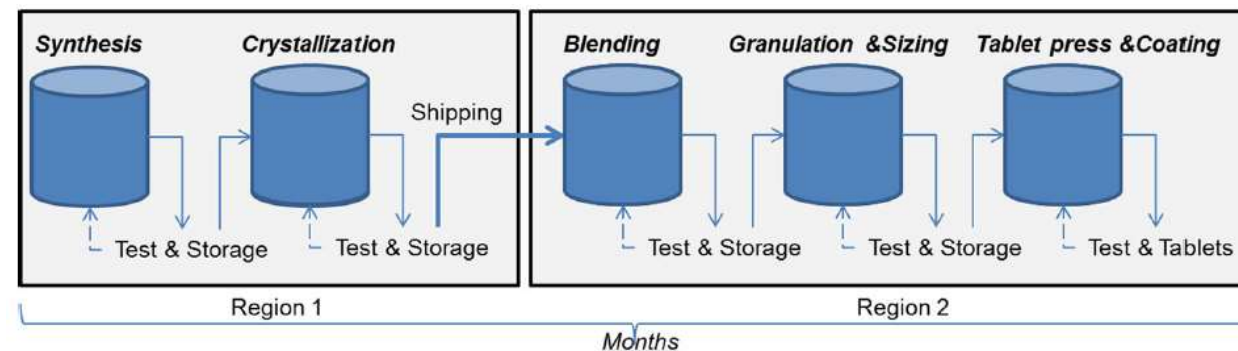 Synthesis
Crystallization
Blending
Granulation &Sizing
Tablet press &Coating
Shipping
Test & Storage
Test & Storage
Test & Storage
Test & Storage
Test & Tablets
Region 1
Region 2
Months